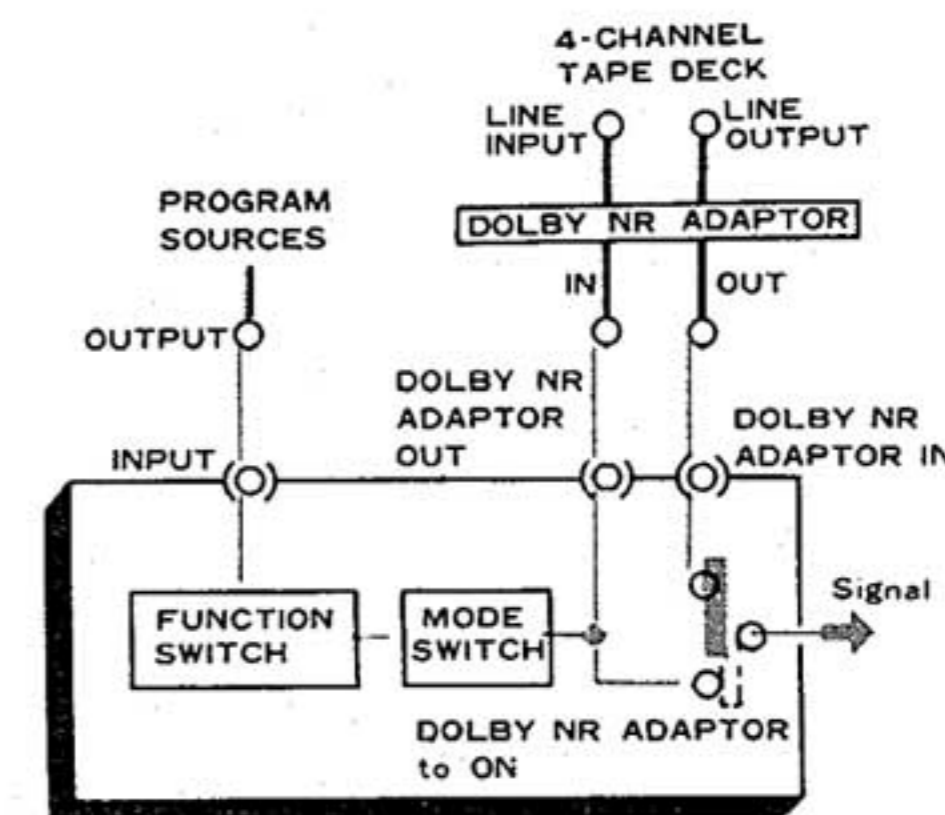 4-CHANNEL
TAPE DECK
LINE
INPUT
LINE
OUTPUT
PROGRAM
SOURCES
DOLBY NR ADAPTOR
IN
OUT
OUTPUT
DOLBY NR
ADAPTOR
OUT
DOLBY NR
ADAPTOR IN
INPUT
FUNCTION
SWITCH
MODE
SWITCH
Signal
DOLBY NR ADAPTOR
to ON